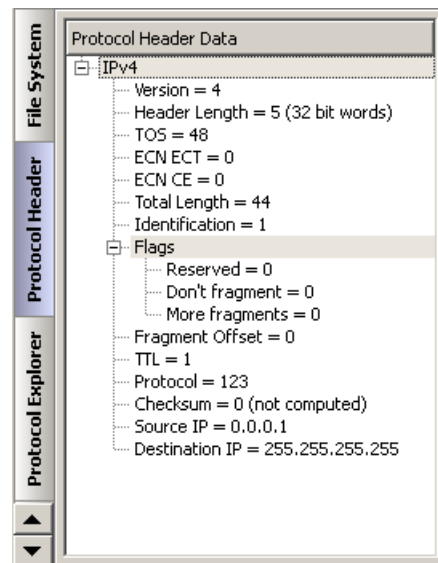 File System
Protocol Header
Protocol Explorer
Protocol Header Data
IPv4
Version = 4
Header Length = 5 (32 bit words)
TOS = 48
ECN ECT = 0
ECN CE = 0
Total Length = 44
Identification = 1
Flags
Reserved = 0
Don't fragment = 0
More fragments = 0
Fragment Offset = 0
TTL = 1
Protocol = 123
Checksum = 0 (not computed)
Source IP = 0.0.0.1
Destination IP = 255.255.255.255